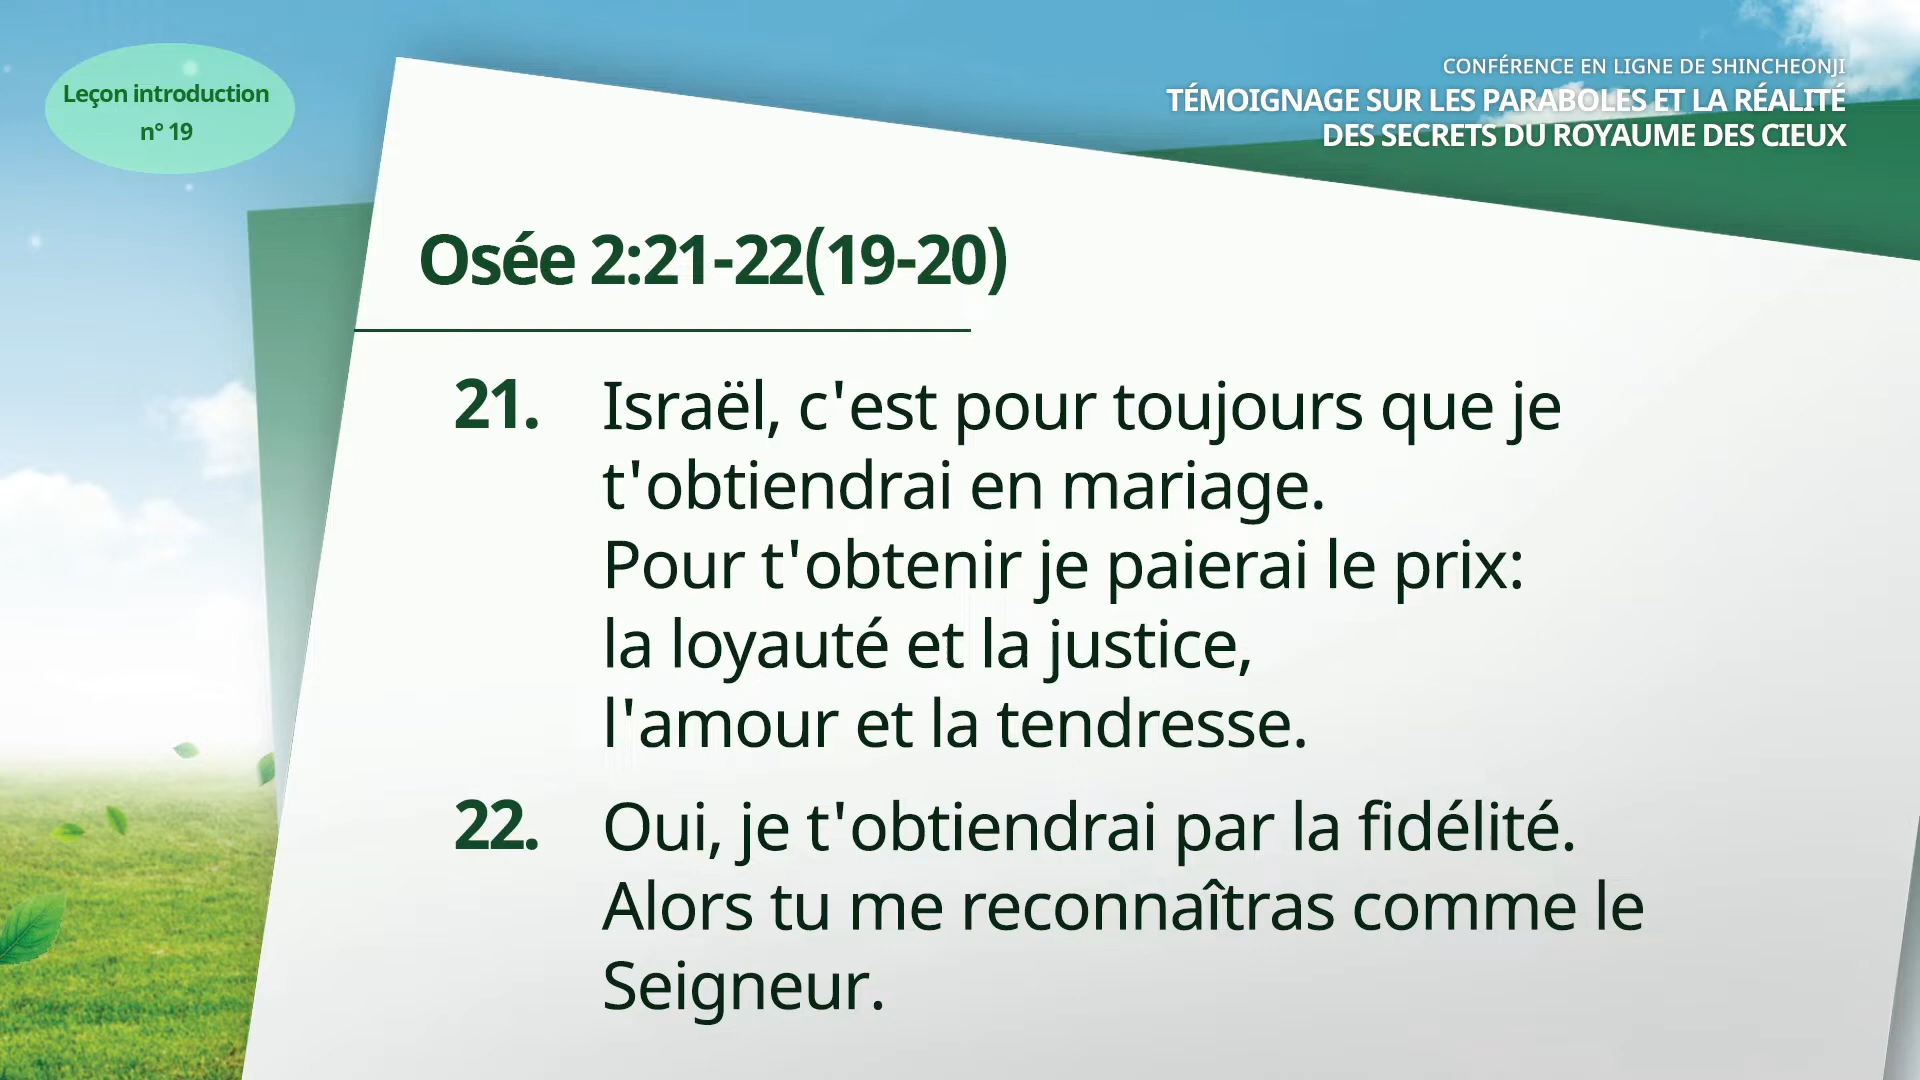 Leçon introduction
n° 19
CONFÉRENCE EN LIGNE DE SHINCHEONJI
TÉMOIGNAGE SUR LES PARABOLES ET LA RÉALITÉ
DES SECRETS DU ROYAUME DES CIEUX
Osée 2:21-22(19-20)
21. Israël, c'est pour toujours que je
t'obtiendrai en mariage.
Pour t'obtenir je paierai le prix:
la loyauté et la justice,
l'amour et la tendresse.
22. Oui, je t'obtiendrai par la fidélité.
Alors tu me reconnaîtras comme le
Seigneur.